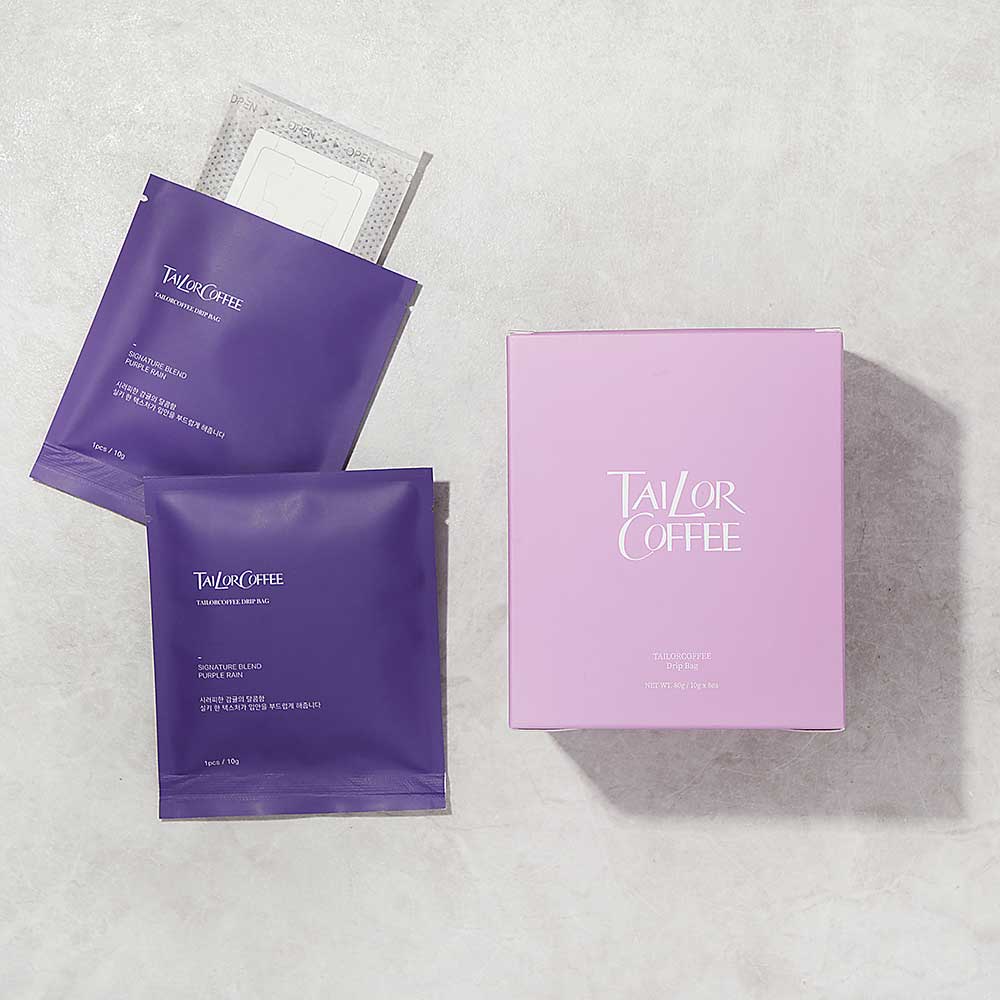 OPEN
OPEN
OPEN
TAILORCOFFEE
TAILORCOFFEE DRIP BAG
-
SIGNATURE BLEND
PURPLE RAIN
시러피한 감귤의 달콤함
실키 한 텍스처가 입안을 부드럽게 해줍니다
1pcs / 10g
TAILORCOFFEE
TAILORCOFFEE DRIP BAG
-
SIGNATURE BLEND
PURPLE RAIN
시러피한 감귤의 달콤함
실키 한 텍스처가 입안을 부드럽게 해줍니다
1pcs / 10g
TAILOR
COFFEE
TAILORCOFFEE
Drip Bag
NET WT. 80g / 10g x 8ea